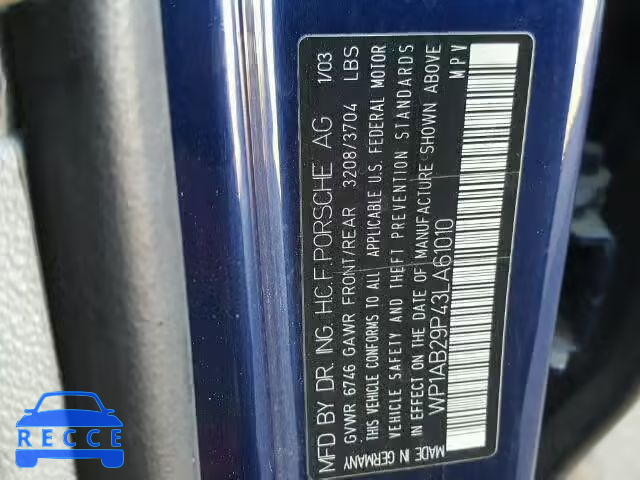 MFD BY DR. ING. HC.F.PORSCHE AG 1/03
GVWR 6746 GAWR FRONT/REAR 3208/3704 LBS
THIS VEHICLE CONFORMS TO ALL APPLICABLE U.S. FEDERAL MOTOR
VEHICLE SAFETY AND THEFT PREVENTION STANDARDS
IN EFFECT ON THE DATE OF MANUFACTURE SHOWN ABOVE
WP1AB29P43LA61010 MPV
MADE IN GERMANY
RECCE